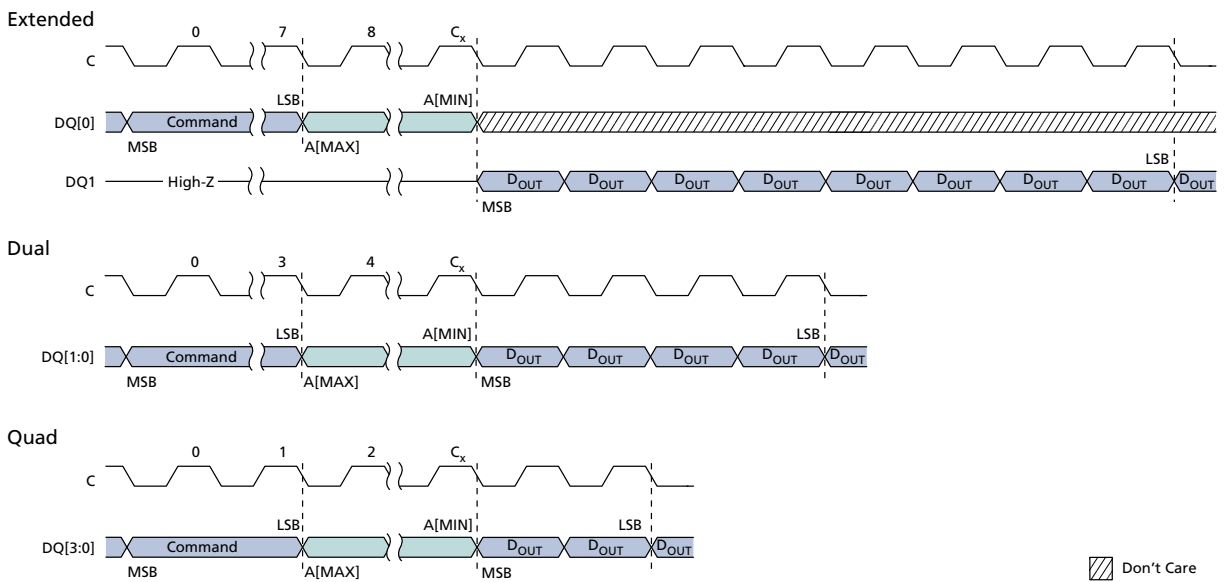 Extended
0 7 8 Cx
C
LSB A[MIN]
DQ[0] Command
MSB A[MAX]
LSB
DQ1 High-Z DOUT DOUT DOUT DOUT DOUT DOUT DOUT DOUT DOUT
MSB
Dual
0 3 4 Cx
C
LSB A[MIN] LSB
DQ[1:0] Command DOUT DOUT DOUT DOUT DOUT
MSB A[MAX] MSB
Quad
0 1 2 Cx
C
LSB A[MIN] LSB
DQ[3:0] Command DOUT DOUT DOUT
MSB A[MAX] MSB
Don't Care